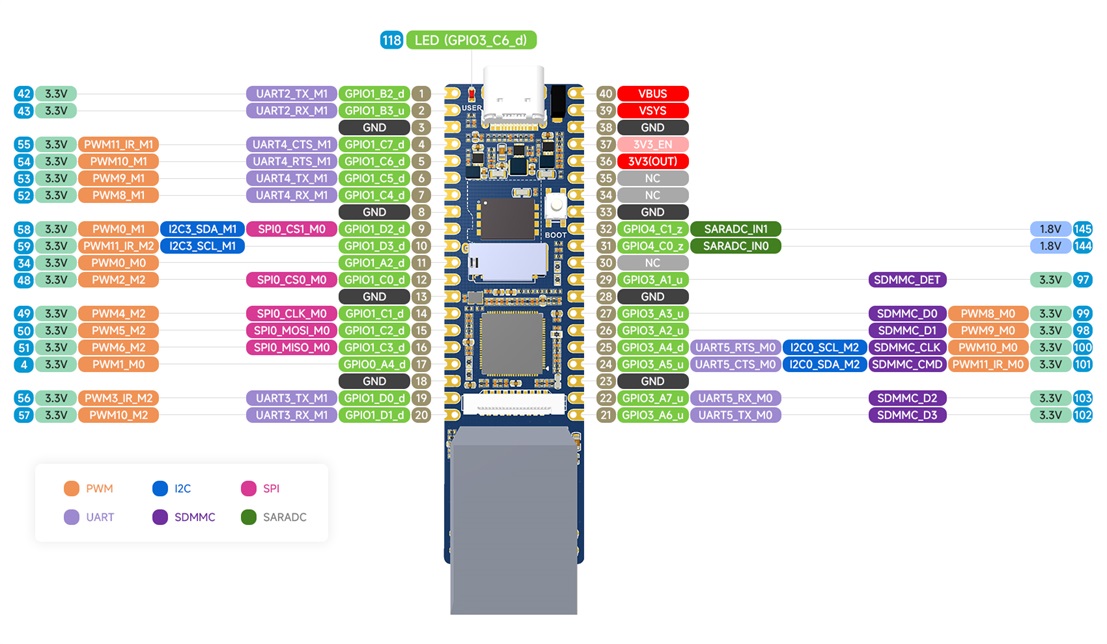 118 LED (GPIO3_C6_d)
42 3.3V UART2_TX_M1 GPIO1_B2_d 1 USER 40 VBUS
43 3.3V UART2_RX_M1 GPIO1_B3_u 2 39 VSYS
GND 3 38 GND
55 3.3V PWM11_IR_M1 UART4_CTS_M1 GPIO1_C7_d 4 37 3V3_EN
54 3.3V PWM10_M1 UART4_RTS_M1 GPIO1_C6_d 5 36 3V3(OUT)
53 3.3V PWM9_M1 UART4_TX_M1 GPIO1_C5_d 6 35 NC
52 3.3V PWM8_M1 UART4_RX_M1 GPIO1_C4_d 7 34 NC
GND 8 33 GND
58 3.3V PWM0_M1 I2C3_SDA_M1 SPI0_CS1_M0 GPIO1_D2_d 9 BOOT 32 GPIO4_C1_z SARADC_IN1 1.8V 145
59 3.3V PWM11_IR_M2 I2C3_SCL_M1 GPIO1_D3_d 10 31 GPIO4_C0_z SARADC_IN0 1.8V 144
34 3.3V PWM0_M0 GPIO1_A2_d 11 30 NC
48 3.3V PWM2_M2 SPI0_CS0_M0 GPIO1_C0_d 12 29 GPIO3_A1_u SDMMC_DET 3.3V 97
GND 13 28 GND
49 3.3V PWM4_M2 SPI0_CLK_M0 GPIO1_C1_d 14 27 GPIO3_A3_u SDMMC_D0 PWM8_M0 3.3V 99
50 3.3V PWM5_M2 SPI0_MOSI_M0 GPIO1_C2_d 15 26 GPIO3_A2_u SDMMC_D1 PWM9_M0 3.3V 98
51 3.3V PWM6_M2 SPI0_MISO_M0 GPIO1_C3_d 16 25 GPIO3_A4_d UART5_RTS_M0 I2C0_SCL_M2 SDMMC_CLK PWM10_M0 3.3V 100
4 3.3V PWM1_M0 GPIO0_A4_d 17 24 GPIO3_A5_u UART5_CTS_M0 I2C0_SDA_M2 SDMMC_CMD PWM11_IR_M0 3.3V 101
GND 18 23 GND
56 3.3V PWM3_IR_M2 UART3_TX_M1 GPIO1_D0_d 19 22 GPIO3_A7_u UART5_RX_M0 SDMMC_D2 3.3V 103
57 3.3V PWM10_M2 UART3_RX_M1 GPIO1_D1_d 20 21 GPIO3_A6_u UART5_TX_M0 SDMMC_D3 3.3V 102
PWM I2C SPI
UART SDMMC SARADC